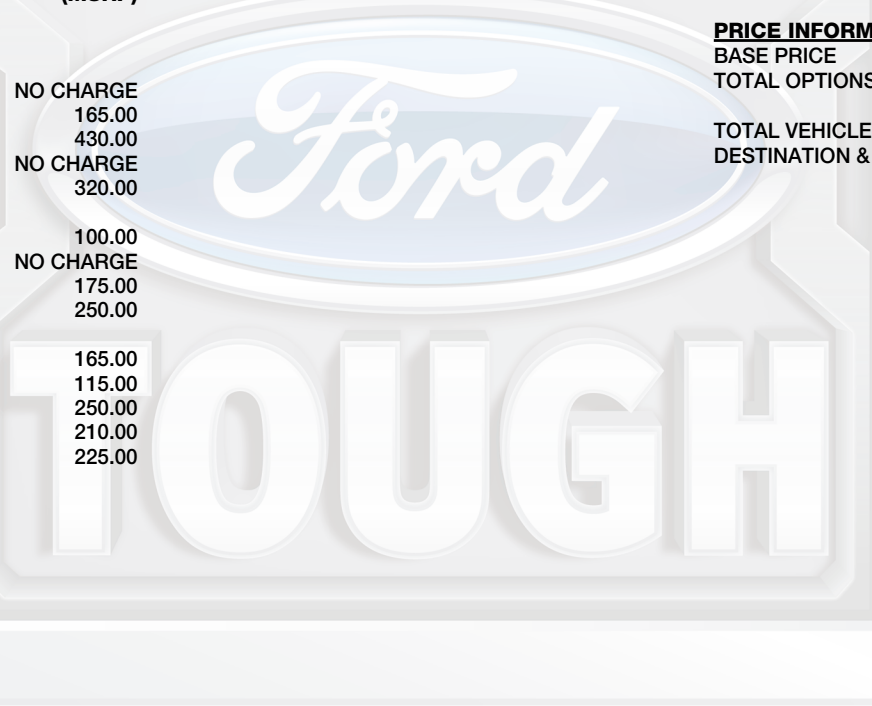 (MSRP)
NO CHARGE
165.00
430.00
NO CHARGE
320.00
100.00
NO CHARGE
175.00
250.00
165.00
115.00
250.00
210.00
225.00
PRICE INFORM
BASE PRICE
TOTAL OPTIONS
TOTAL VEHICLE
DESTINATION &
Ford
TOUGH